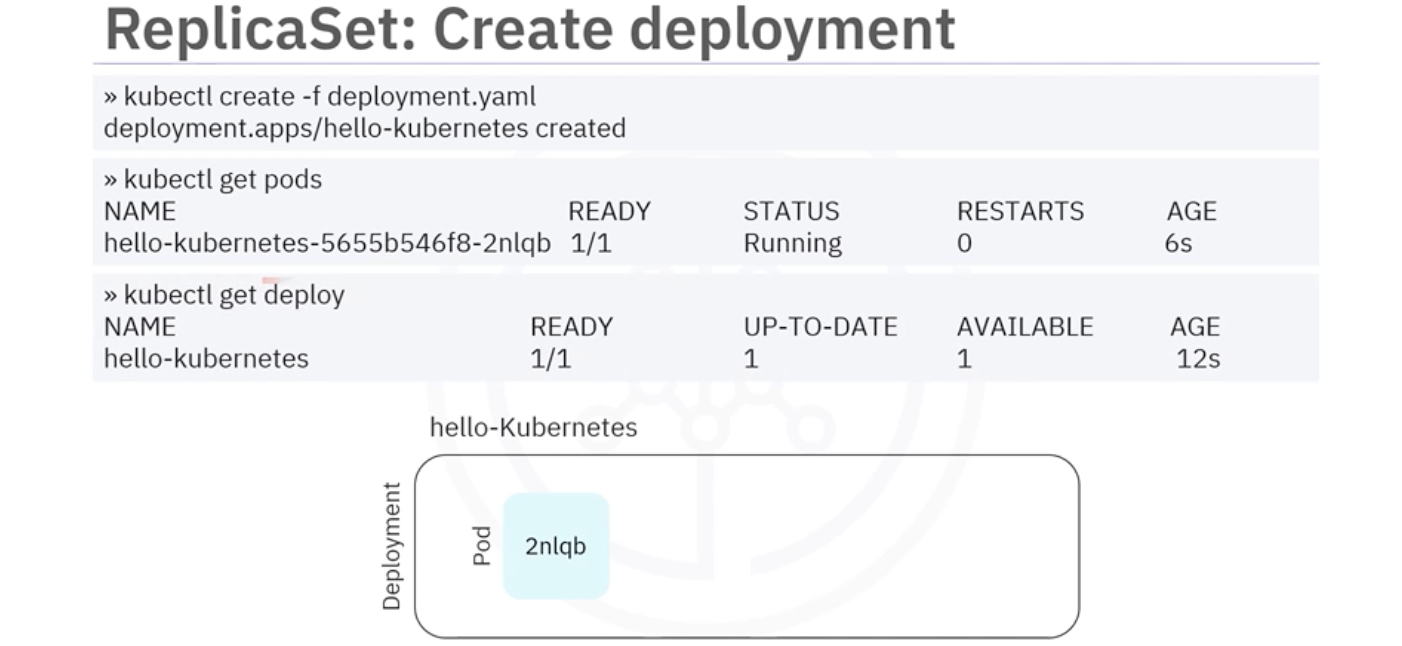 ReplicaSet: Create deployment
» kubectl create -f deployment.yaml
deployment.apps/hello-kubernetes created
» kubectl get pods
NAME READY STATUS RESTARTS AGE
hello-kubernetes-5655b546f8-2nlqb 1/1 Running 0 6s
» kubectl get deploy
NAME READY UP-TO-DATE AVAILABLE AGE
hello-kubernetes 1/1 1 1 12s
hello-Kubernetes
Deployment
Pod
2nlqb